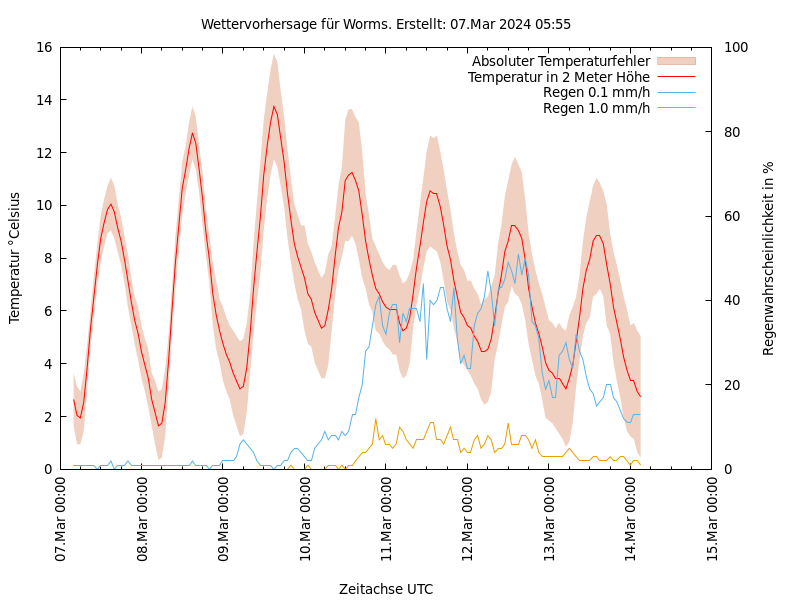 Wettervorhersage für Worms. Erstellt: 07.Mar 2024 05:55
Absoluter Temperaturfehler
Temperatur in 2 Meter Höhe
Regen 0.1 mm/h
Regen 1.0 mm/h
Temperatur °Celsius
16
14
12
10
8
6
4
2
0
100
80
60
40
20
0
Regenwahrscheinlichkeit in %
07.Mar 00:00
08.Mar 00:00
09.Mar 00:00
10.Mar 00:00
11.Mar 00:00
12.Mar 00:00
13.Mar 00:00
14.Mar 00:00
15.Mar 00:00
Zeitachse UTC